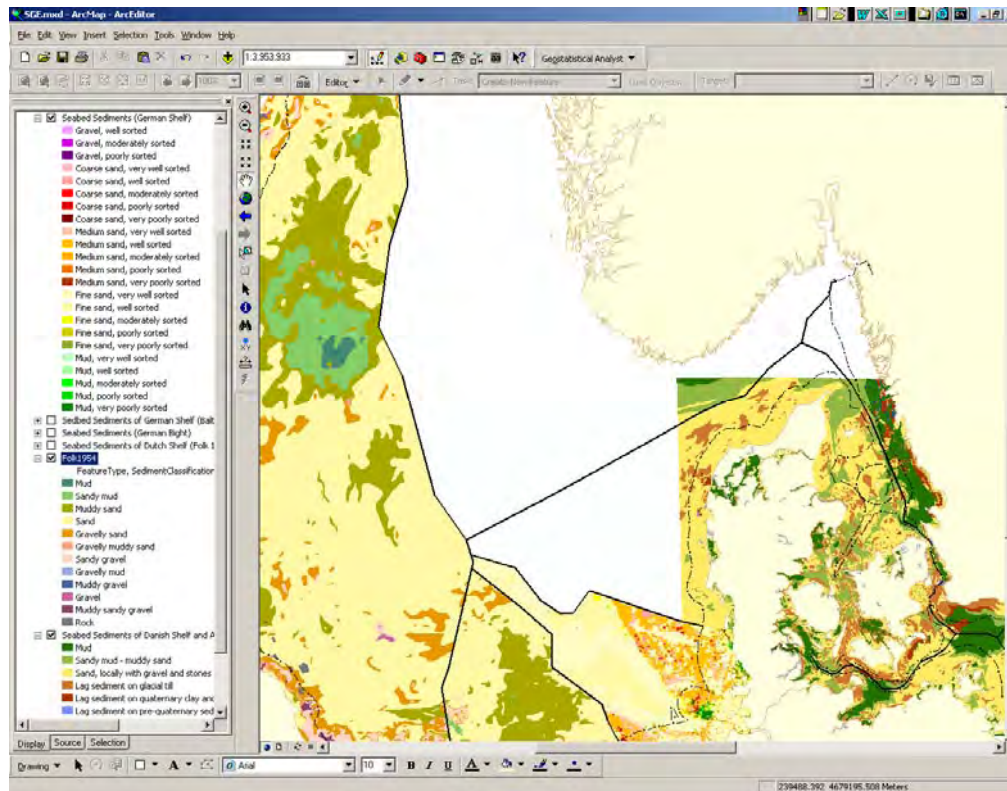 SGE.mxd - ArcMap - ArcEditor
File Edit View Insert Selection Tools Window Help
1:3.953.933
Geostatistical Analyst
100%
Editor
Task:
Create New Feature
Target:
Seabed Sediments (German Shelf)
Gravel, well sorted
Gravel, moderately sorted
Gravel, poorly sorted
Coarse sand, very well sorted
Coarse sand, well sorted
Coarse sand, moderately sorted
Coarse sand, poorly sorted
Coarse sand, very poorly sorted
Medium sand, very well sorted
Medium sand, well sorted
Medium sand, moderately sorted
Medium sand, poorly sorted
Medium sand, very poorly sorted
Fine sand, very well sorted
Fine sand, well sorted
Fine sand, moderately sorted
Fine sand, poorly sorted
Fine sand, very poorly sorted
Mud, very well sorted
Mud, well sorted
Mud, moderately sorted
Mud, poorly sorted
Mud, very poorly sorted
Sedbed Sediments of German Shelf (Balt
Seabed Sediments (German Bight)
Seabed Sediments of Dutch Shelf (Folk 1
Folk1954
FeatureType, SedimentClassification
Mud
Sandy mud
Muddy sand
Sand
Gravelly sand
Gravelly muddy sand
Sandy gravel
Gravelly mud
Muddy gravel
Gravel
Muddy sandy gravel
Rock
Seabed Sediments of Danish Shelf and A
Mud
Sandy mud - muddy sand
Sand, locally with gravel and stones
Lag sediment on glacial till
Lag sediment on quaternary clay and
Lag sediment on pre-quaternary sed
Display Source Selection
Drawing
A
Arial
10
B I U A
239488.392 4679195.508 Meters